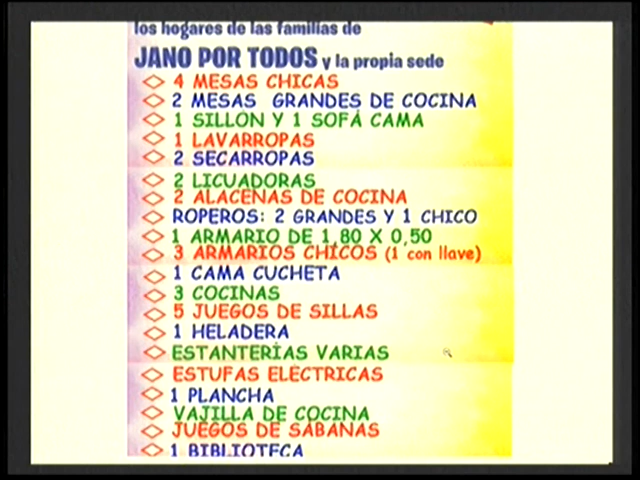 los hogares de las familias de
JANO POR TODOS y la propia sede
4 MESAS CHICAS
2 MESAS GRANDES DE COCINA
1 SILLON Y 1 SOFÁ CAMA
1 LAVARROPAS
2 SECARROPAS
2 LICUADORAS
2 ALACENAS DE COCINA
ROPEROS: 2 GRANDES Y 1 CHICO
1 ARMARIO DE 1,80 X 0,50
3 ARMARIOS CHICOS (1 con llave)
1 CAMA CUCHETA
3 COCINAS
5 JUEGOS DE SILLAS
1 HELADERA
ESTANTERÍAS VARIAS
ESTUFAS ELÉCTRICAS
1 PLANCHA
VAJILLA DE COCINA
JUEGOS DE SÁBANAS
1 BIBLIOTECA